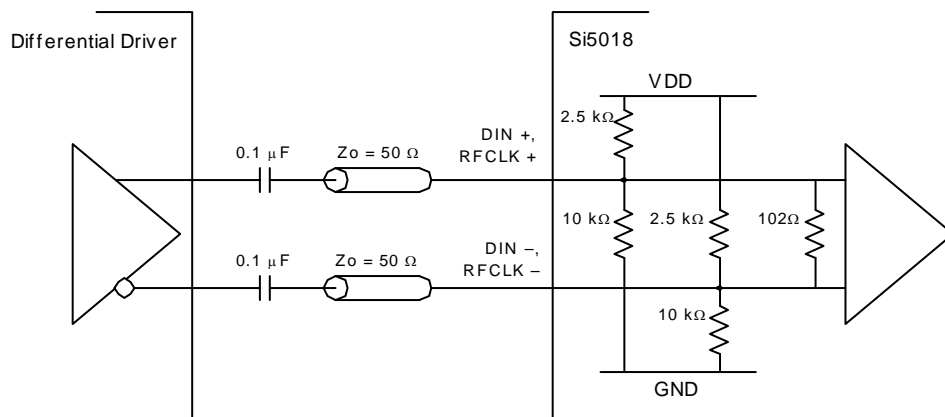 Differential Driver
Si5018
VDD
2.5 kΩ
0.1 μF
Zo = 50 Ω
DIN +,
RFCLK +
10 kΩ
2.5 kΩ
102Ω
0.1 μF
Zo = 50 Ω
DIN –,
RFCLK –
10 kΩ
GND